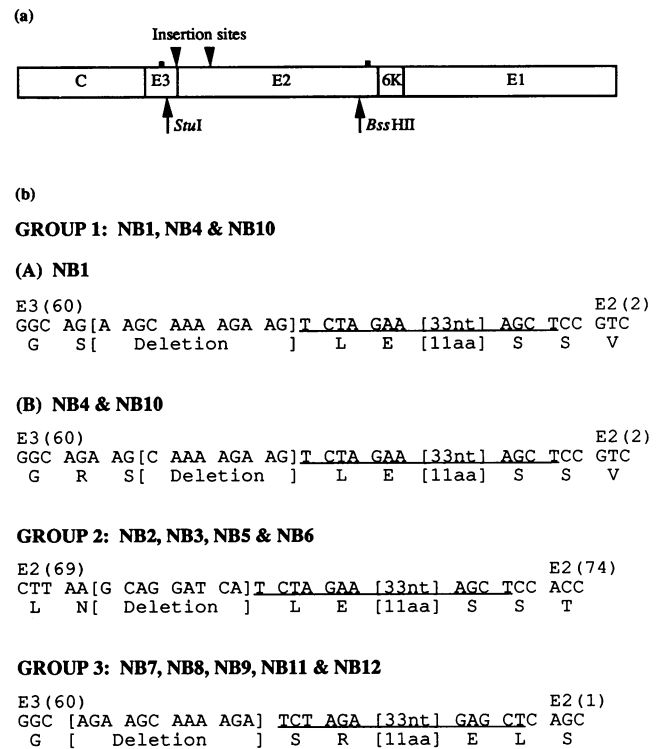 (a)
Insertion sites
C E3 E2 6K E1
StuI BssHII
(b)
GROUP 1: NB1, NB4 & NB10
(A) NB1
E3(60) E2(2)
GGC AG[A AGC AAA AGA AG]T CTA GAA [33nt] AGCT TCC GTC
G S[ Deletion ] L E [11aa] S S V
(B) NB4 & NB10
E3(60) E2(2)
GGC AGA AG[C AAA AGA AG]T CTA GAA [33nt] AGC TCC GTC
G R S[ Deletion ] L E [11aa] S S V
GROUP 2: NB2, NB3, NB5 & NB6
E2(69) E2(74)
CTT AA[G CAG GAT CA]T CTA GAA [33nt] AGC TCC ACC
L N[ Deletion ] L E [11aa] S S T
GROUP 3: NB7, NB8, NB9, NB11 & NB12
E3(60) E2(1)
GGC [AGA AGC AAA AGA] TCT AGA [33nt] GAG CTC AGC
G [ Deletion ] S R [11aa] E L S